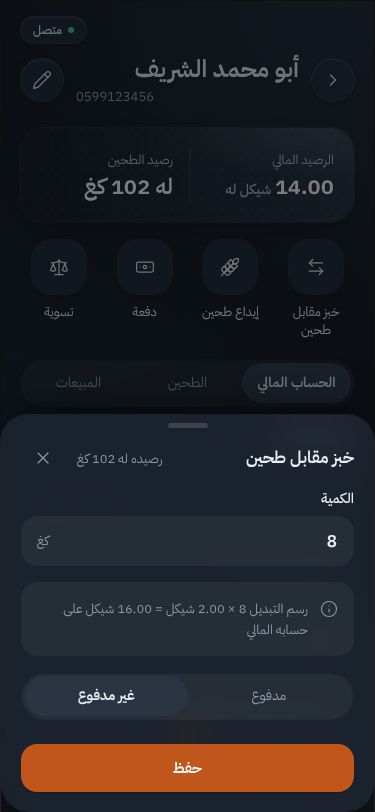 متصل
أبو محمد الشريف
0599123456
الرصيد المالي
14.00 شيكل له
رصيد الطحين
له 102 كغ
خبز مقابل طحين
إيداع طحين
دفعة
تسوية
الحساب المالي
الطحين
المبيعات
خبز مقابل طحين
رصيده له 102 كغ
الكمية
8
كغ
رسم التبديل 8 × 2.00 شيكل = 16.00 شيكل على
حسابه المالي
مدفوع
غير مدفوع
حفظ